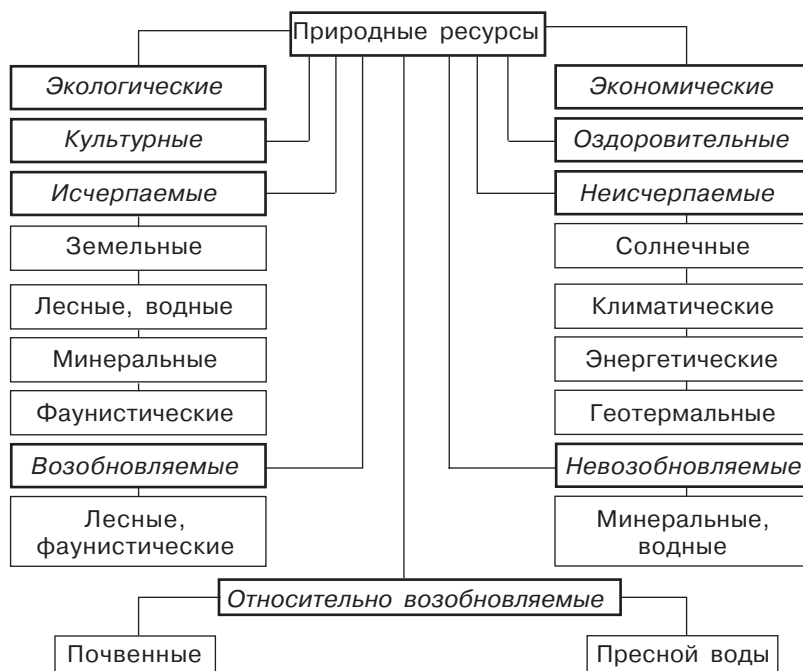 Природные ресурсы
Экологические
Экономические
Культурные
Оздоровительные
Исчерпаемые
Неисчерпаемые
Земельные
Солнечные
Лесные, водные
Климатические
Минеральные
Энергетические
Фаунистические
Геотермальные
Возобновляемые
Невозобновляемые
Лесные,
фаунистические
Минеральные,
водные
Относительно возобновляемые
Почвенные
Пресной воды